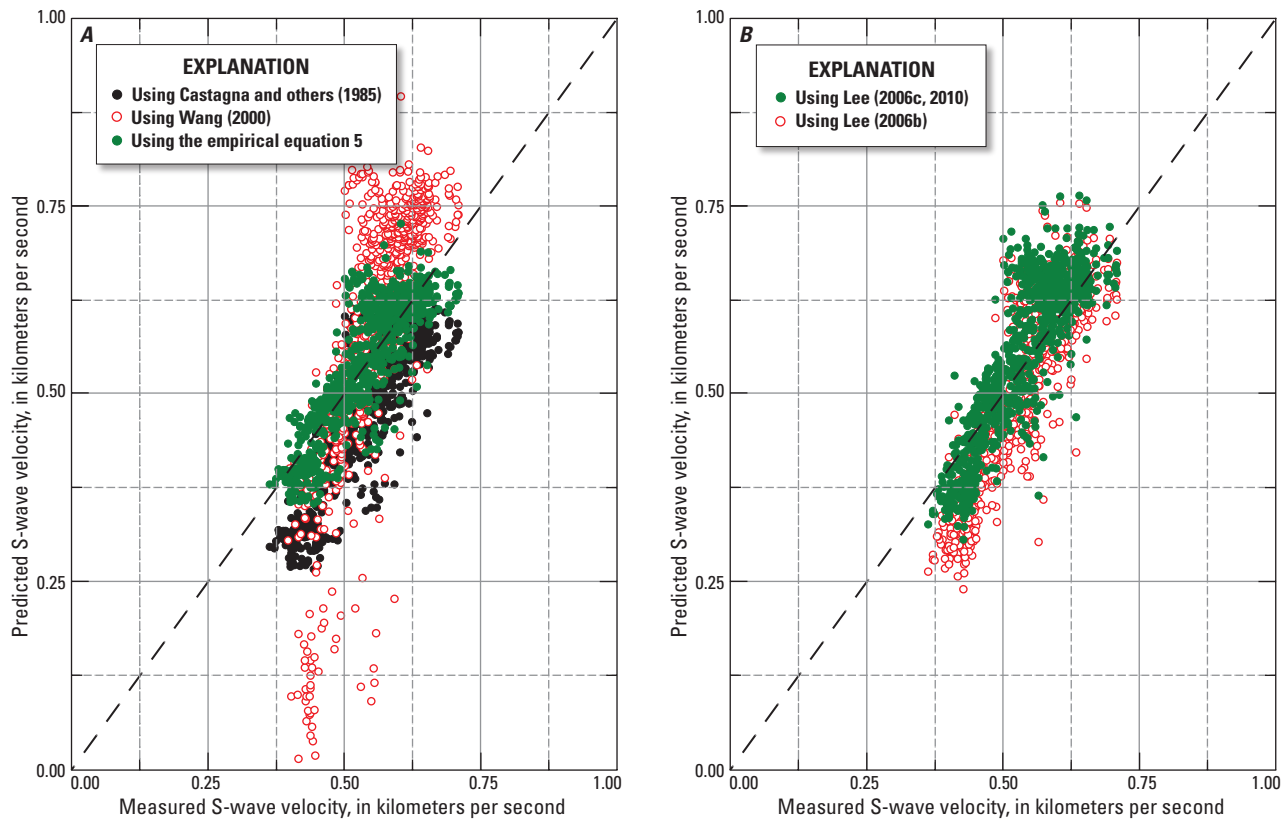 A
EXPLANATION
Using Castagna and others (1985)
Using Wang (2000)
Using the empirical equation 5
1.00
0.75
0.50
0.25
0.00
Predicted S-wave velocity, in kilometers per second
0.00 0.25 0.50 0.75 1.00
Measured S-wave velocity, in kilometers per second
B
EXPLANATION
Using Lee (2006c, 2010)
Using Lee (2006b)
1.00
0.75
0.50
0.25
0.00
Predicted S-wave velocity, in kilometers per second
0.00 0.25 0.50 0.75 1.00
Measured S-wave velocity, in kilometers per second